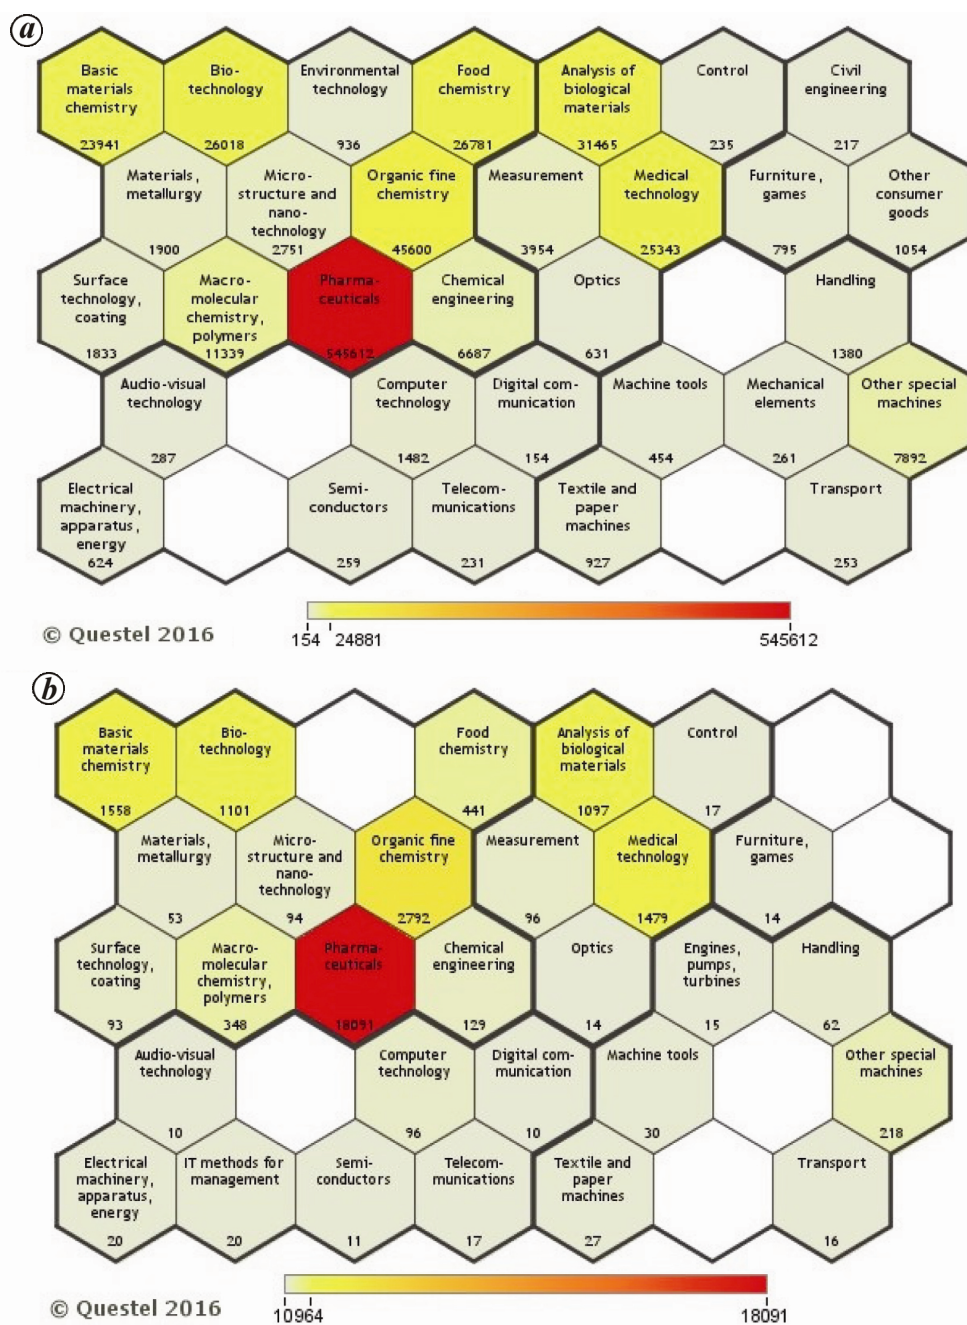 a
Basic
materials
chemistry
23941
Bio-
technology
26018
Environmental
technology
936
Food
chemistry
26781
Analysis of
biological
materials
31465
Control
235
Civil
engineering
217
Materials,
metallurgy
1900
Micro-
structure and
nano-
technology
2751
Organic fine
chemistry
45600
Measurement
3954
Medical
technology
25343
Furniture,
games
795
Other
consumer
goods
1054
Surface
technology,
coating
1833
Macro-
molecular
chemistry,
polymers
11339
Pharma-
ceuticals
545612
Chemical
engineering
6687
Optics
631
Handling
1380
Audio-visual
technology
287
Computer
technology
1482
Digital com-
munication
154
Machine tools
454
Mechanical
elements
261
Other special
machines
7892
Electrical
machinery,
apparatus,
energy
624
Semi-
conductors
259
Telecom-
munications
231
Textile and
paper
machines
927
Transport
253
© Questel 2016
154 24881 545612
b
Basic
materials
chemistry
1558
Bio-
technology
1101
Food
chemistry
441
Analysis of
biological
materials
1097
Control
17
Materials,
metallurgy
53
Micro-
structure and
nano-
technology
94
Organic fine
chemistry
2792
Measurement
96
Medical
technology
1479
Furniture,
games
14
Surface
technology,
coating
93
Macro-
molecular
chemistry,
polymers
348
Pharma-
ceuticals
18091
Chemical
engineering
129
Optics
14
Engines,
pumps,
turbines
15
Handling
62
Audio-visual
technology
10
Computer
technology
96
Digital com-
munication
10
Machine tools
30
Other special
machines
218
Electrical
machinery,
apparatus,
energy
20
IT methods for
management
20
Semi-
conductors
11
Telecom-
munications
17
Textile and
paper
machines
27
Transport
16
© Questel 2016
10964 18091